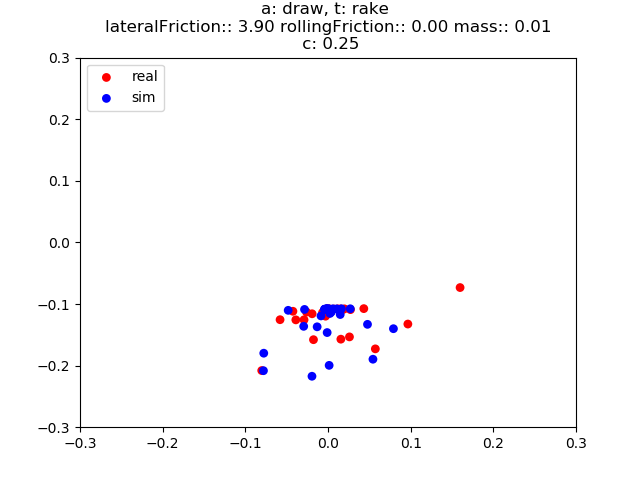 a: draw, t: rake
lateralFriction:: 3.90 rollingFriction:: 0.00 mass:: 0.01
c: 0.25
real
sim
0.3
0.2
0.1
0.0
−0.1
−0.2
−0.3
−0.3 −0.2 −0.1 0.0 0.1 0.2 0.3